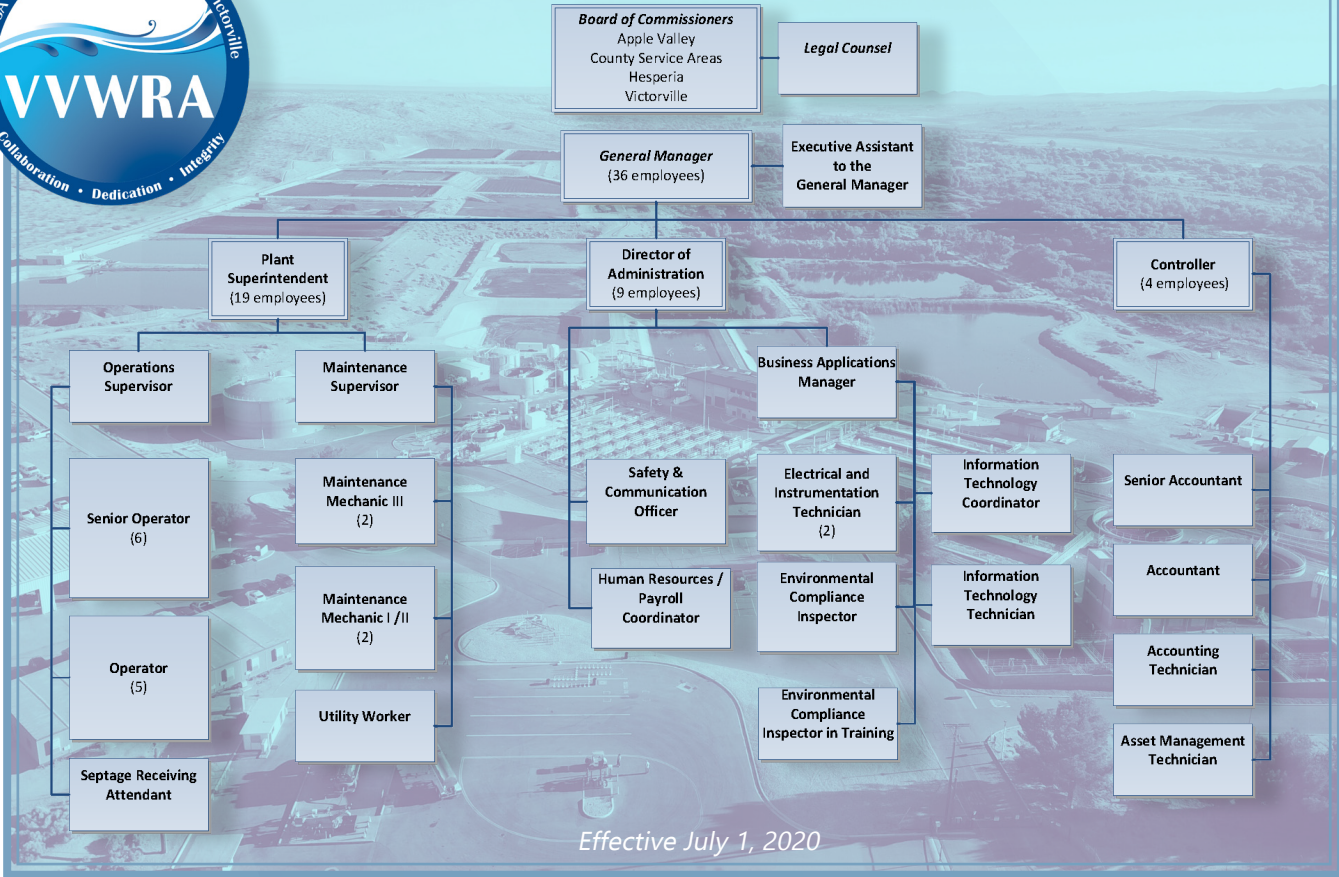 SA
Victorville
VVWRA
Collaboration • Dedication • Integrity
Board of Commissioners
Apple Valley
County Service Areas
Hesperia
Victorville
Legal Counsel
General Manager
(36 employees)
Executive Assistant
to the
General Manager
Plant
Superintendent
(19 employees)
Director of
Administration
(9 employees)
Controller
(4 employees)
Operations
Supervisor
Maintenance
Supervisor
Business Applications
Manager
Senior Operator
(6)
Maintenance
Mechanic III
(2)
Safety &
Communication
Officer
Electrical and
Instrumentation
Technician
(2)
Information
Technology
Coordinator
Senior Accountant
Operator
(5)
Maintenance
Mechanic I /II
(2)
Human Resources /
Payroll
Coordinator
Environmental
Compliance
Inspector
Information
Technology
Technician
Accountant
Septage Receiving
Attendant
Utility Worker
Environmental
Compliance
Inspector in Training
Accounting
Technician
Asset Management
Technician
Effective July 1, 2020